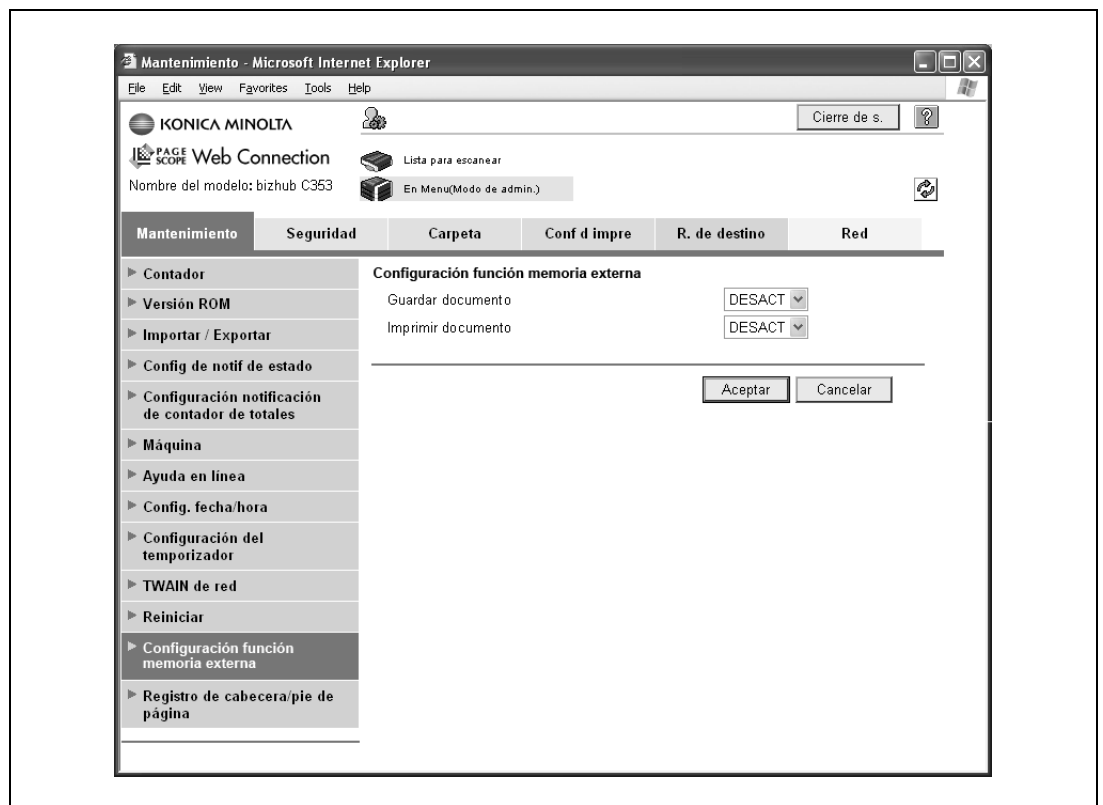 Mantenimiento - Microsoft Internet Explorer
File Edit View Favorites Tools Help
KONICA MINOLTA
Cierre de s.
?
PAGE SCOPE Web Connection
Lista para escanear
Nombre del modelo: bizhub C353
En Menu(Modo de admin.)
Mantenimiento Seguridad Carpeta Conf d impre R. de destino Red
Contador
Versión ROM
Importar / Exportar
Config de notif de estado
Configuración notificación
de contador de totales
Máquina
Ayuda en línea
Config. fecha/hora
Configuración del
temporizador
TWAIN de red
Reiniciar
Configuración función
memoria externa
Registro de cabecera/pie de
página
Configuración función memoria externa
Guardar documento DESACT
Imprimir documento DESACT
Aceptar Cancelar